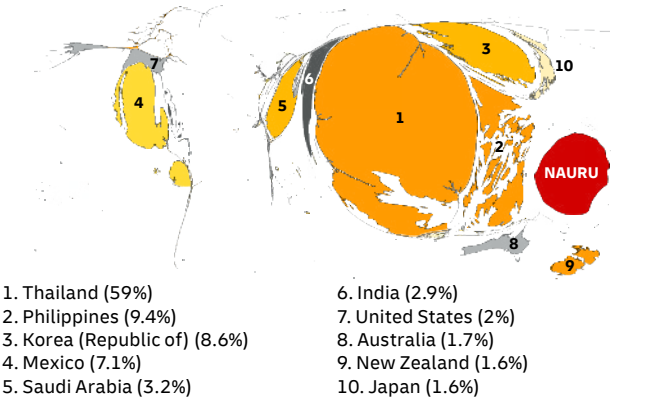 3
10
7
6
4
5
1
2
NAURU
8
9
1. Thailand (59%)
2. Philippines (9.4%)
3. Korea (Republic of) (8.6%)
4. Mexico (7.1%)
5. Saudi Arabia (3.2%)
6. India (2.9%)
7. United States (2%)
8. Australia (1.7%)
9. New Zealand (1.6%)
10. Japan (1.6%)